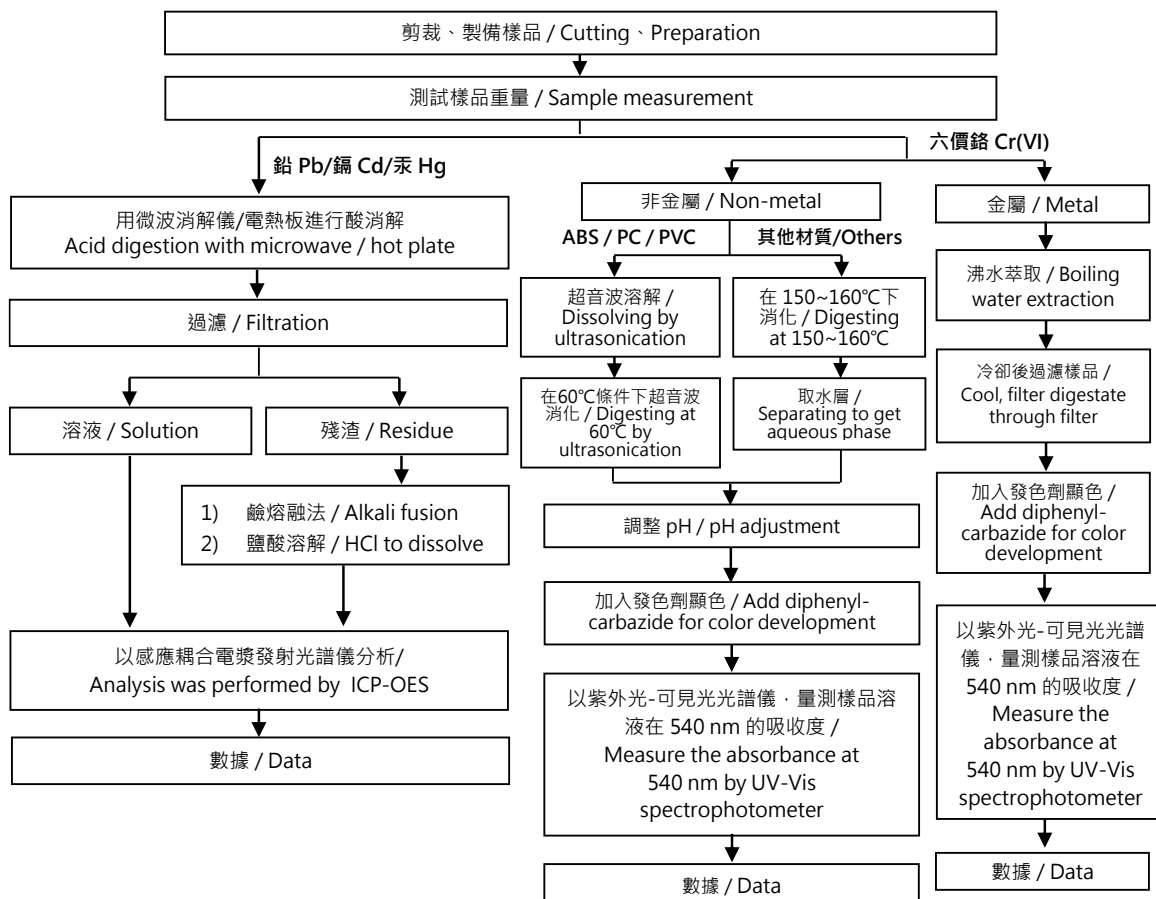 剪裁、製備樣品 / Cutting、Preparation
測試樣品重量 / Sample measurement
鉛 Pb/鎘 Cd/汞 Hg
用微波消解儀/電熱板進行酸消解
Acid digestion with microwave / hot plate
過濾 / Filtration
溶液 / Solution
殘渣 / Residue
1) 鹼熔融法 / Alkali fusion
2) 鹽酸溶解 / HCl to dissolve
以感應耦合電漿發射光譜儀分析/
Analysis was performed by ICP-OES
數據 / Data
六價鉻 Cr(VI)
非金屬 / Non-metal
ABS / PC / PVC
其他材質/Others
超音波溶解 /
Dissolving by
ultrasonication
在60℃條件下超音波
消化 / Digesting at
60℃ by
ultrasonication
在 150~160℃下
消化 / Digesting
at 150~160℃
取水層 /
Separating to get
aqueous phase
調整 pH / pH adjustment
加入發色劑顯色 / Add diphenyl-
carbazide for color development
以紫外光-可見光光譜儀，量測樣品溶
液在 540 nm 的吸收度 /
Measure the absorbance at
540 nm by UV-Vis
spectrophotometer
數據 / Data
金屬 / Metal
沸水萃取 / Boiling
water extraction
冷卻後過濾樣品 /
Cool, filter digestate
through filter
加入發色劑顯色 /
Add diphenyl-
carbazide for color
development
以紫外光-可見光光譜
儀，量測樣品溶液在
540 nm 的吸收度 /
Measure the
absorbance at
540 nm by UV-Vis
spectrophotometer
數據 / Data